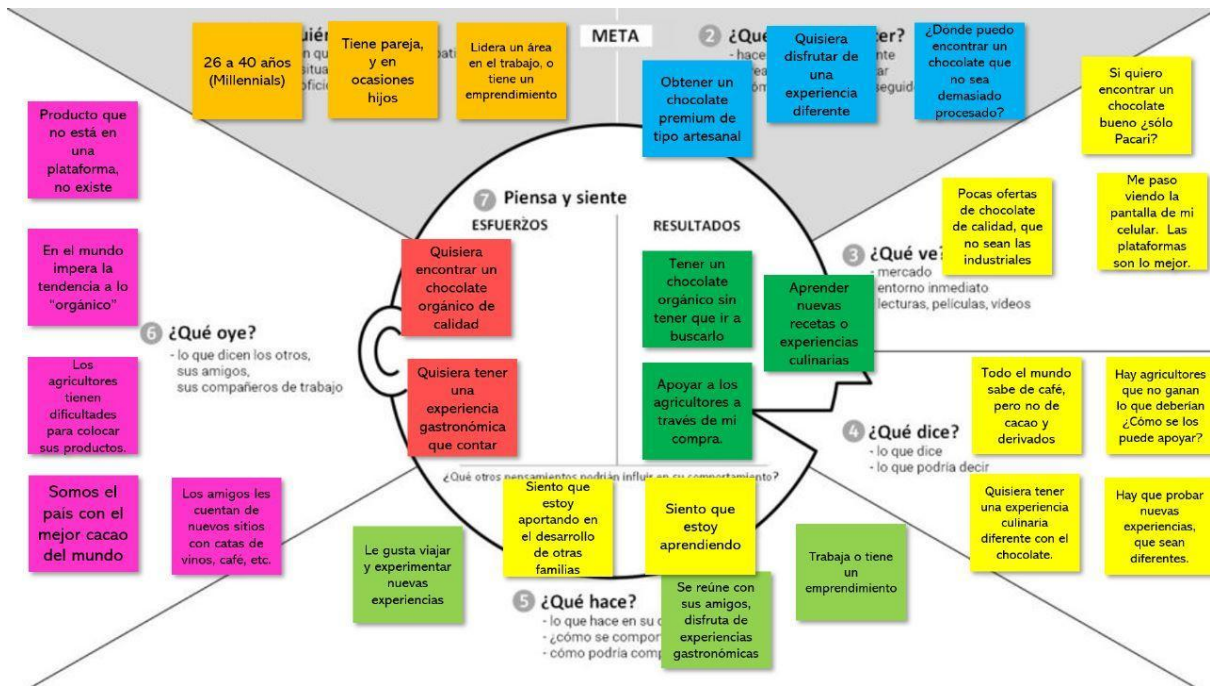 META
26 a 40 años
(Millennials)
Tiene pareja,
y en
ocasiones
hijos
Lidera un área
en el trabajo, o
tiene un
emprendimiento
2
Obtener un
chocolate
premium de
tipo artesanal
Quisiera
disfrutar de
una
experiencia
diferente
¿Dónde puedo
encontrar un
chocolate que
no sea
demasiado
procesado?
3 ¿Qué ve?
- mercado
entorno inmediato
lecturas, películas, vídeos
Si quiero
encontrar un
chocolate
bueno ¿sólo
Pacari?
Pocas ofertas
de chocolate
de calidad, que
no sean las
industriales
Me paso
viendo la
pantalla de mi
celular. Las
plataformas
son lo mejor.
4 ¿Qué dice?
- lo que dice
- lo que podría decir
Todo el mundo
sabe de café,
pero no de
cacao y
derivados
Hay agricultores
que no ganan
lo que deberían
¿Cómo se los
puede apoyar?
Quisiera tener
una experiencia
culinaria
diferente con el
chocolate.
Hay que probar
nuevas
experiencias,
que sean
diferentes.
5 ¿Qué hace?
- lo que hace en su
- ¿cómo se
- cómo podría
Le gusta viajar
y experimentar
nuevas
experiencias
Se reúne con
sus amigos,
disfruta de
experiencias
gastronómicas
Trabaja o tiene
un
emprendimiento
6 ¿Qué oye?
- lo que dicen los otros,
sus amigos,
sus compañeros de trabajo
Producto que
no está en
una
plataforma,
no existe
En el mundo
impera la
tendencia a lo
"orgánico"
Los
agricultores
tienen
dificultades
para colocar
sus productos.
Somos el
país con el
mejor cacao
del mundo
Los amigos les
cuentan de
nuevos sitios
con catas de
vinos, café, etc.
7 Piensa y siente
ESFUERZOS
Quisiera
encontrar un
chocolate
orgánico de
calidad
Quisiera tener
una
experiencia
gastronómica
que contar
RESULTADOS
Tener un
chocolate
orgánico sin
tener que ir a
buscarlo
Aprender
nuevas
recetas o
experiencias
culinarias
Apoyar a los
agricultores a
través de mi
compra.
¿Qué otros pensamientos podrían influir en su comportamiento?
Siento que
estoy
aportando en
el desarrollo
de otras
familias
Siento que
estoy
aprendiendo